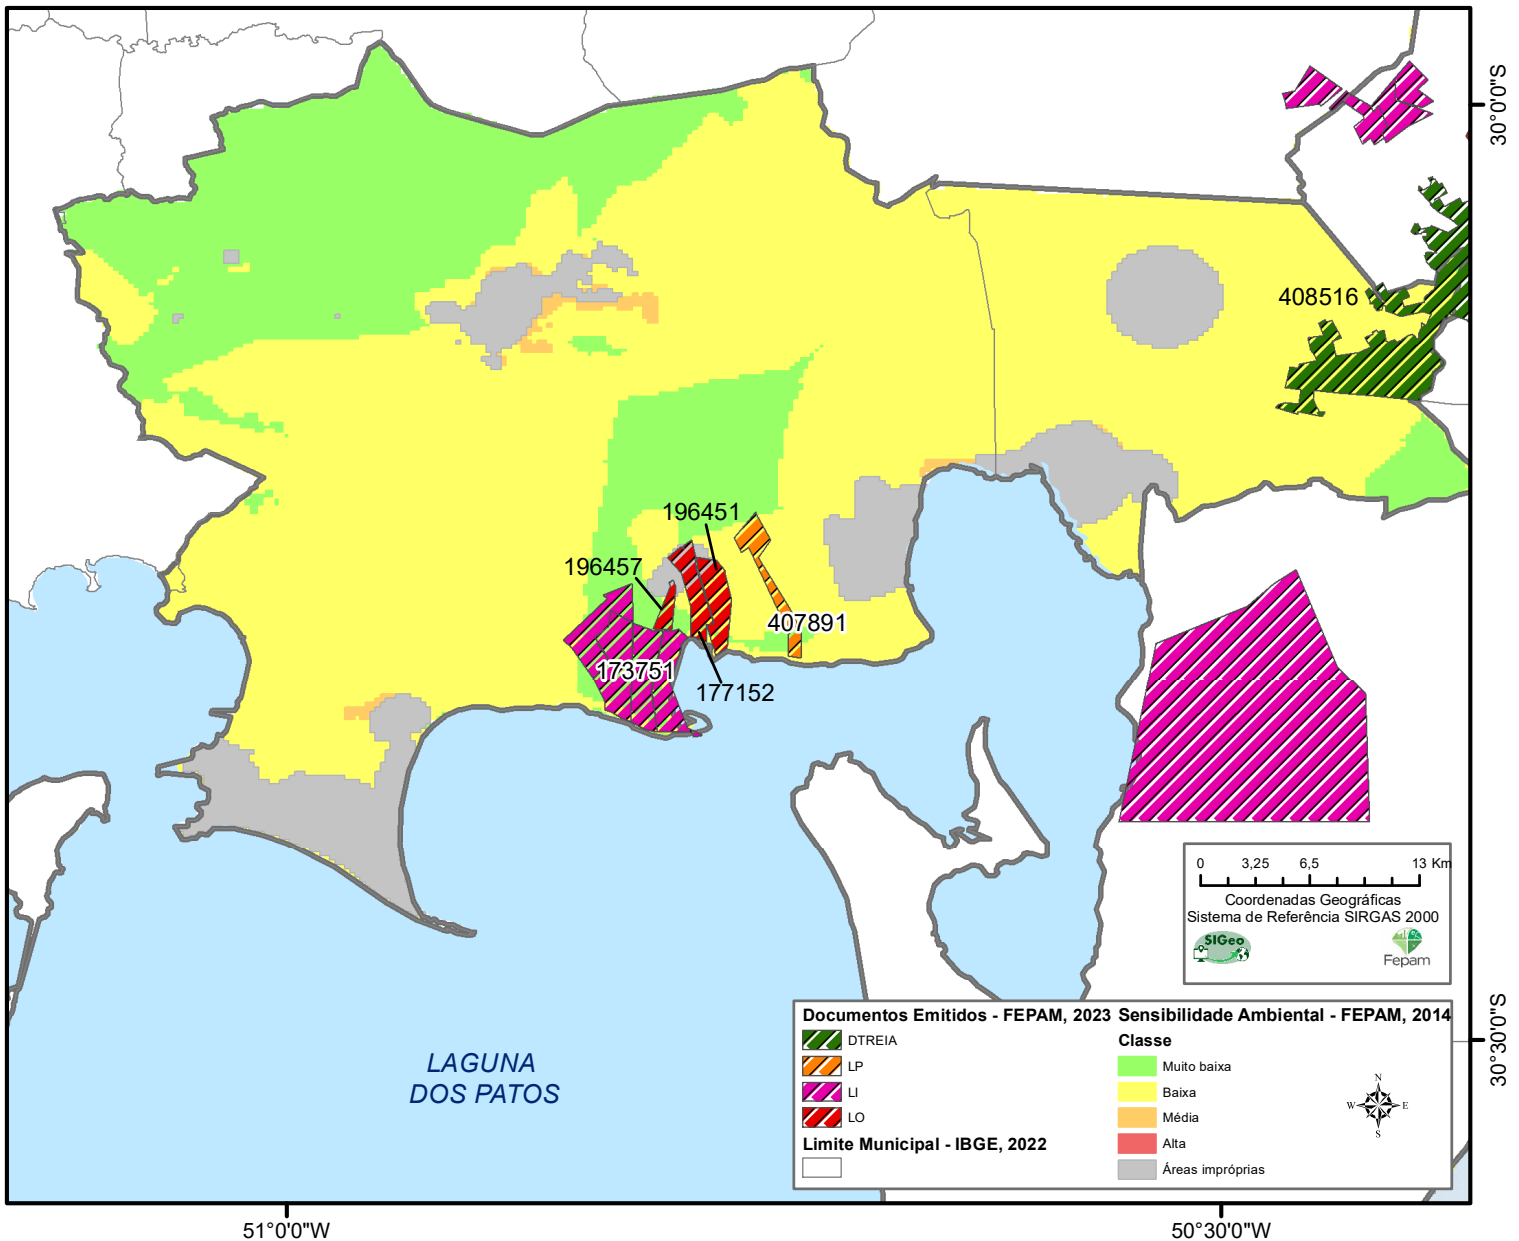 30°0'0"S
408516
196451
196457
407891
173751
177152
0 3,25 6,5 13 Km
Coordenadas Geográficas
Sistema de Referência SIRGAS 2000
SIGeo
Fepam
30°30'0"S
Documentos Emitidos - FEPAM, 2023
DTREIA
LP
LI
LO
Limite Municipal - IBGE, 2022
Sensibilidade Ambiental - FEPAM, 2014
Classe
Muito baixa
Baixa
Média
Alta
Áreas impróprias
N
W E
S
LAGUNA
DOS PATOS
51°0'0"W
50°30'0"W